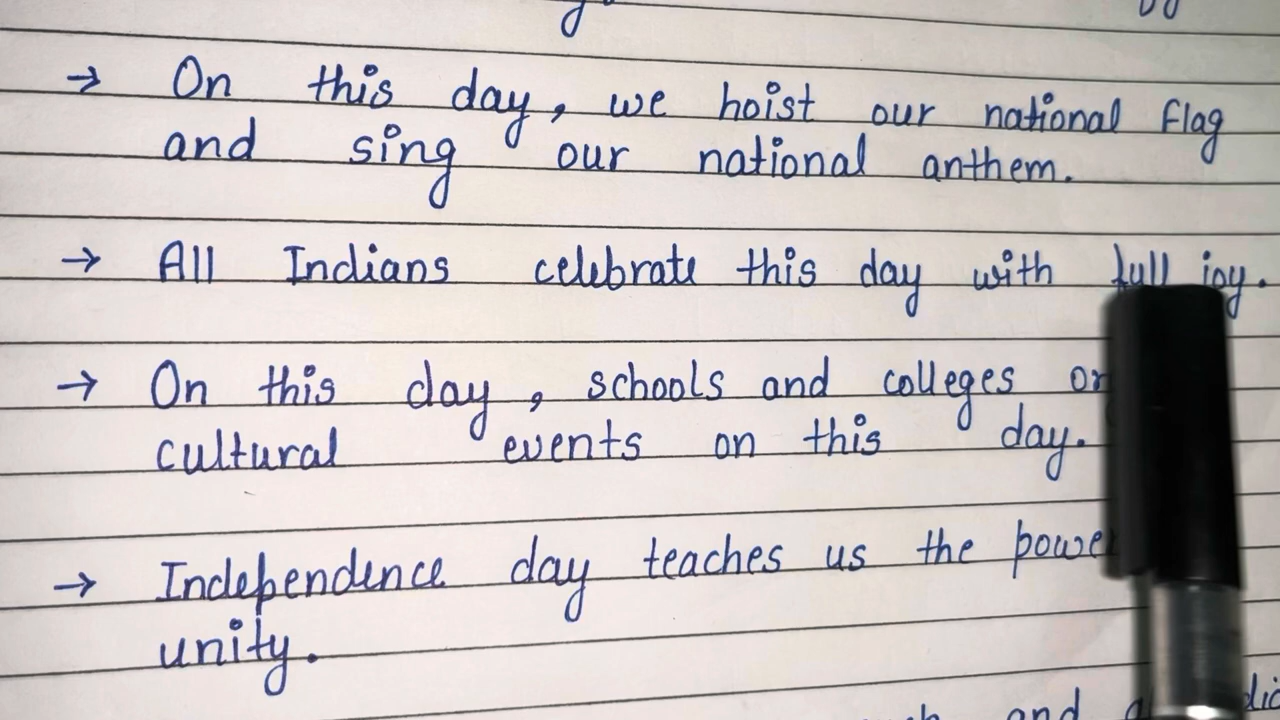 → On this day, we hoist our national flag
and sing our national anthem.
→ All Indians celebrate this day with full joy.
→ On this day, schools and colleges
cultural events on this day.
→ Independence day teaches us the
unity.
and